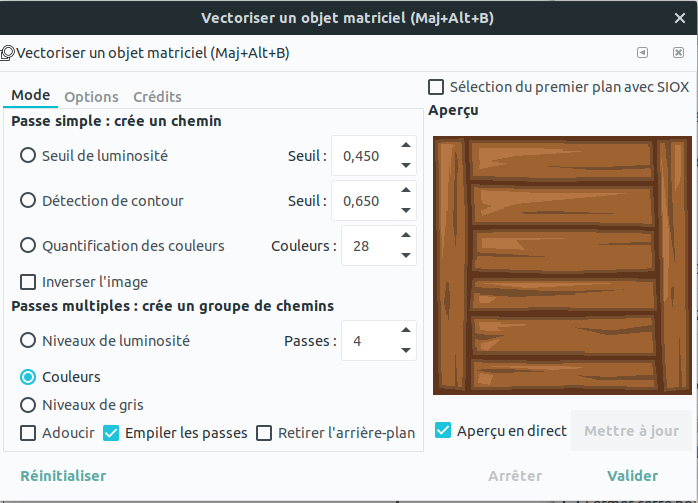 Vectoriser un objet matriciel (Maj+Alt+B)
Vectoriser un objet matriciel (Maj+Alt+B)
Mode Options Crédits
Sélection du premier plan avec SIOX
Aperçu
Passe simple : crée un chemin
Seuil de luminosité Seuil : 0,450
Détection de contour Seuil : 0,650
Quantification des couleurs Couleurs : 28
Inverser l'image
Passes multiples : crée un groupe de chemins
Niveaux de luminosité Passes : 4
Couleurs
Niveaux de gris
Adoucir Empiler les passes Retirer l'arrière-plan
Aperçu en direct Mettre à jour
Réinitialiser Arrêter Valider